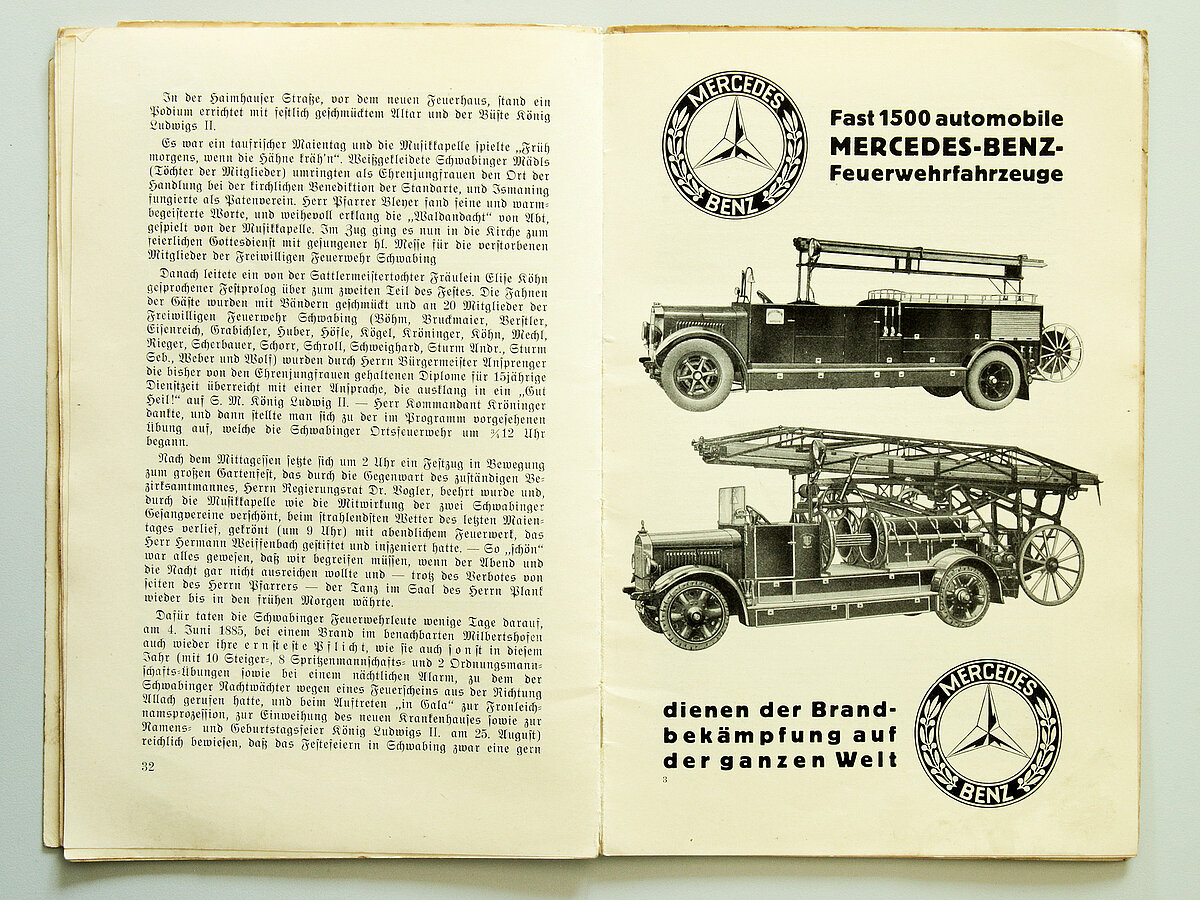 In der Haimhauser Straße, vor dem neuen Feuerhaus, stand ein
Podium errichtet mit festlich geschmücktem Altar und der Büste König
Ludwigs II.
Es war ein taufrischer Maientag und die Musikkapelle spielte „Früh
morgens, wenn die Hähne kräh'n“. Weißgekleidete Schwabinger Mädls
(Töchter der Mitglieder) umringten als Ehrenjungfrauen den Ort der
Handlung bei der kirchlichen Benediktion der Standarte, und Ismaning
fungierte als Patenverein. Herr Pfarrer Bleyer fand feine und warm-
begeisterte Worte, und weihevoll erklang die „Waldandacht“ von Abt,
gespielt von der Musikkapelle. Im Zug ging es nun in die Kirche zum
feierlichen Gottesdienst mit gesungener hl. Messe für die verstorbenen
Mitglieder der Freiwilligen Feuerwehr Schwabing
Danach leitete ein von der Sattlermeistertochter Fräulein Elise Köhn
gesprochener Festprolog über zum zweiten Teil des Festes. Die Fahnen
der Gäste wurden mit Bändern geschmückt und an 20 Mitglieder der
Freiwilligen Feuerwehr Schwabing (Böhm, Bruckmaier, Berstler,
Eisenreich, Grabichler, Huber, Höfle, Kögel, Kröninger, Köhn, Mechl,
Rieger, Scherbauer, Schorr, Schroll, Schweighard, Sturm Andr., Sturm
Seb., Weber und Wolf) wurden durch Herrn Bürgermeister Ansprenger
die bisher von den Ehrenjungfrauen gehaltenen Diplome für 15jährige
Dienstzeit überreicht mit einer Ansprache, die ausklang in ein „Gut
Heil!“ auf S. M. König Ludwig II. — Herr Kommandant Kröninger
dankte, und dann stellte man sich zu der im Programm vorgesehenen
Übung auf, welche die Schwabinger Ortsfeuerwehr um ¾12 Uhr
begann.
Nach dem Mittagessen setzte sich um 2 Uhr ein Festzug in Bewegung
zum großen Gartenfest, das durch die Gegenwart des zuständigen Be-
zirksamtmannes, Herrn Regierungsrat Dr. Vogler, beehrt wurde und,
durch die Musikkapelle wie die Mitwirkung der zwei Schwabinger
Gesangvereine verschönt, beim strahlendsten Wetter des letzten Maien-
tages verlief, gekrönt (um 9 Uhr) mit abendlichem Feuerwerk, das
Herr Hermann Weissenbach gestiftet und inszeniert hatte. — So „schön“
war alles gewesen, daß wir begreifen müssen, wenn der Abend und
die Nacht gar nicht ausreichen wollte und — trotz des Verbotes von
seiten des Herrn Pfarrers — der Tanz im Saal des Herrn Plank
wieder bis in den frühen Morgen währte.
Dafür taten die Schwabinger Feuerwehrleute wenige Tage darauf,
am 4. Juni 1885, bei einem Brand im benachbarten Milbertshofen
auch wieder ihre ernsteste Pflicht, wie sie auch sonst in diesem
Jahr (mit 10 Steiger-, 8 Spritzenmannschafts- und 2 Ordnungsmann-
schafts-Übungen sowie bei einem nächtlichen Alarm, zu dem der
Schwabinger Nachtwächter wegen eines Feuerscheins aus der Richtung
Allach gerufen hatte, und beim Auftreten „in Gala“ zur Fronleich-
namsprozession, zur Einweihung des neuen Krankenhauses sowie zur
Namens- und Geburtstagsfeier König Ludwigs II. am 25. August)
reichlich bewiesen, daß das Festefeiern in Schwabing zwar eine gern
32
MERCEDES
BENZ
Fast 1500 automobile
MERCEDES-BENZ-
Feuerwehrfahrzeuge
dienen der Brand-
bekämpfung auf
der ganzen Welt
3
MERCEDES
BENZ